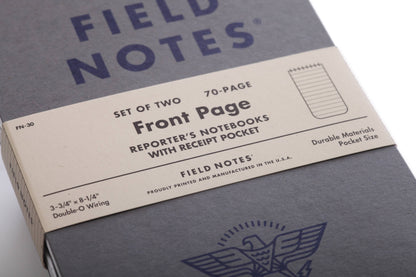 FIELD
NOTES®
FN-30
SET OF TWO 70-PAGE
Front Page
REPORTER'S NOTEBOOKS
WITH RECEIPT POCKET
FIELD NOTES®
PROUDLY PRINTED AND MANUFACTURED IN THE U.S.A.
3-3/4" × 8-1/4"
Double-O Wiring
Durable Materials
Pocket Size